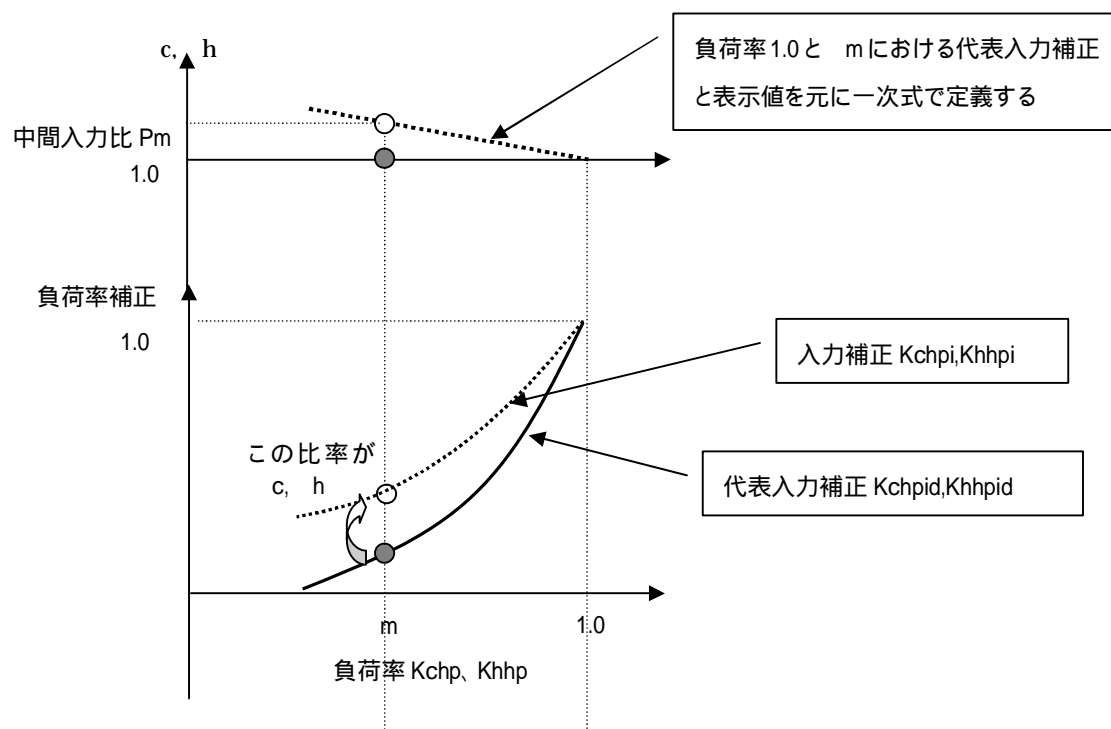 c, h
負荷率1.0と mにおける代表入力補正
と表示値を元に一次式で定義する
中間入力比 Pm
1.0
負荷率補正
1.0
入力補正 Kchpi,Khhpi
この比率が
c, h
代表入力補正 Kchpid,Khhpid
m
1.0
負荷率 Kchp、Khhp